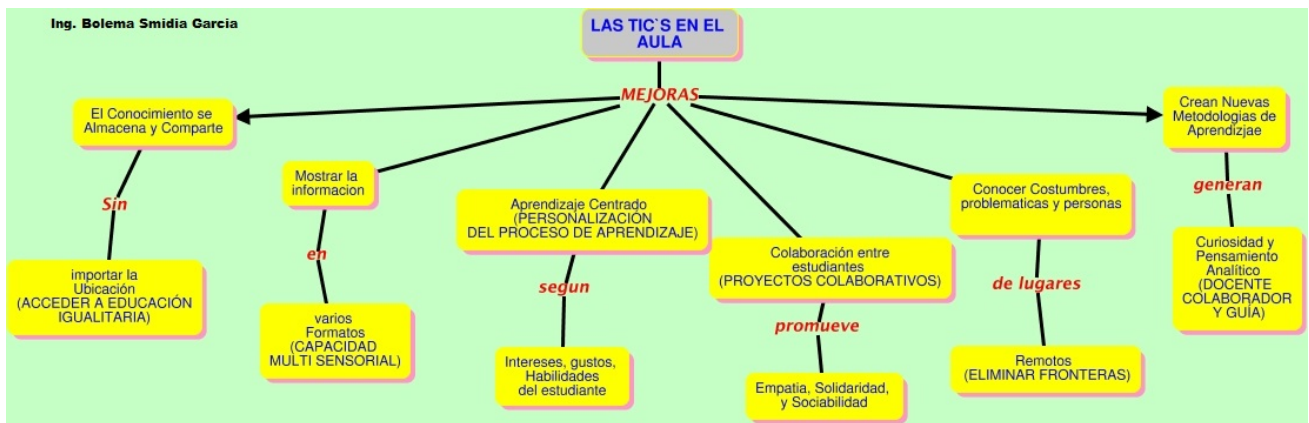 Ing. Bolema Smidia Garcia
LAS TIC`S EN EL
AULA
MEJORAS
El Conocimiento se
Almacena y Comparte
Sin
importar la
Ubicación
(ACCEDER A EDUCACIÓN
IGUALITARIA)
Mostrar la
informacion
en
varios
Formatos
(CAPACIDAD
MULTI SENSORIAL)
Aprendizaje Centrado
(PERSONALIZACIÓN
DEL PROCESO DE APRENDIZAJE)
segun
Intereses, gustos,
Habilidades
del estudiante
Colaboración entre
estudiantes
(PROYECTOS COLABORATIVOS)
promueve
Empatia, Solidaridad,
y Sociabilidad
Conocer Costumbres,
problematicas y personas
de lugares
Remotos
(ELIMINAR FRONTERAS)
Crean Nuevas
Metodologias de
Aprendizjae
generan
Curiosidad y
Pensamiento
Analítico
(DOCENTE
COLABORADOR
Y GUÍA)